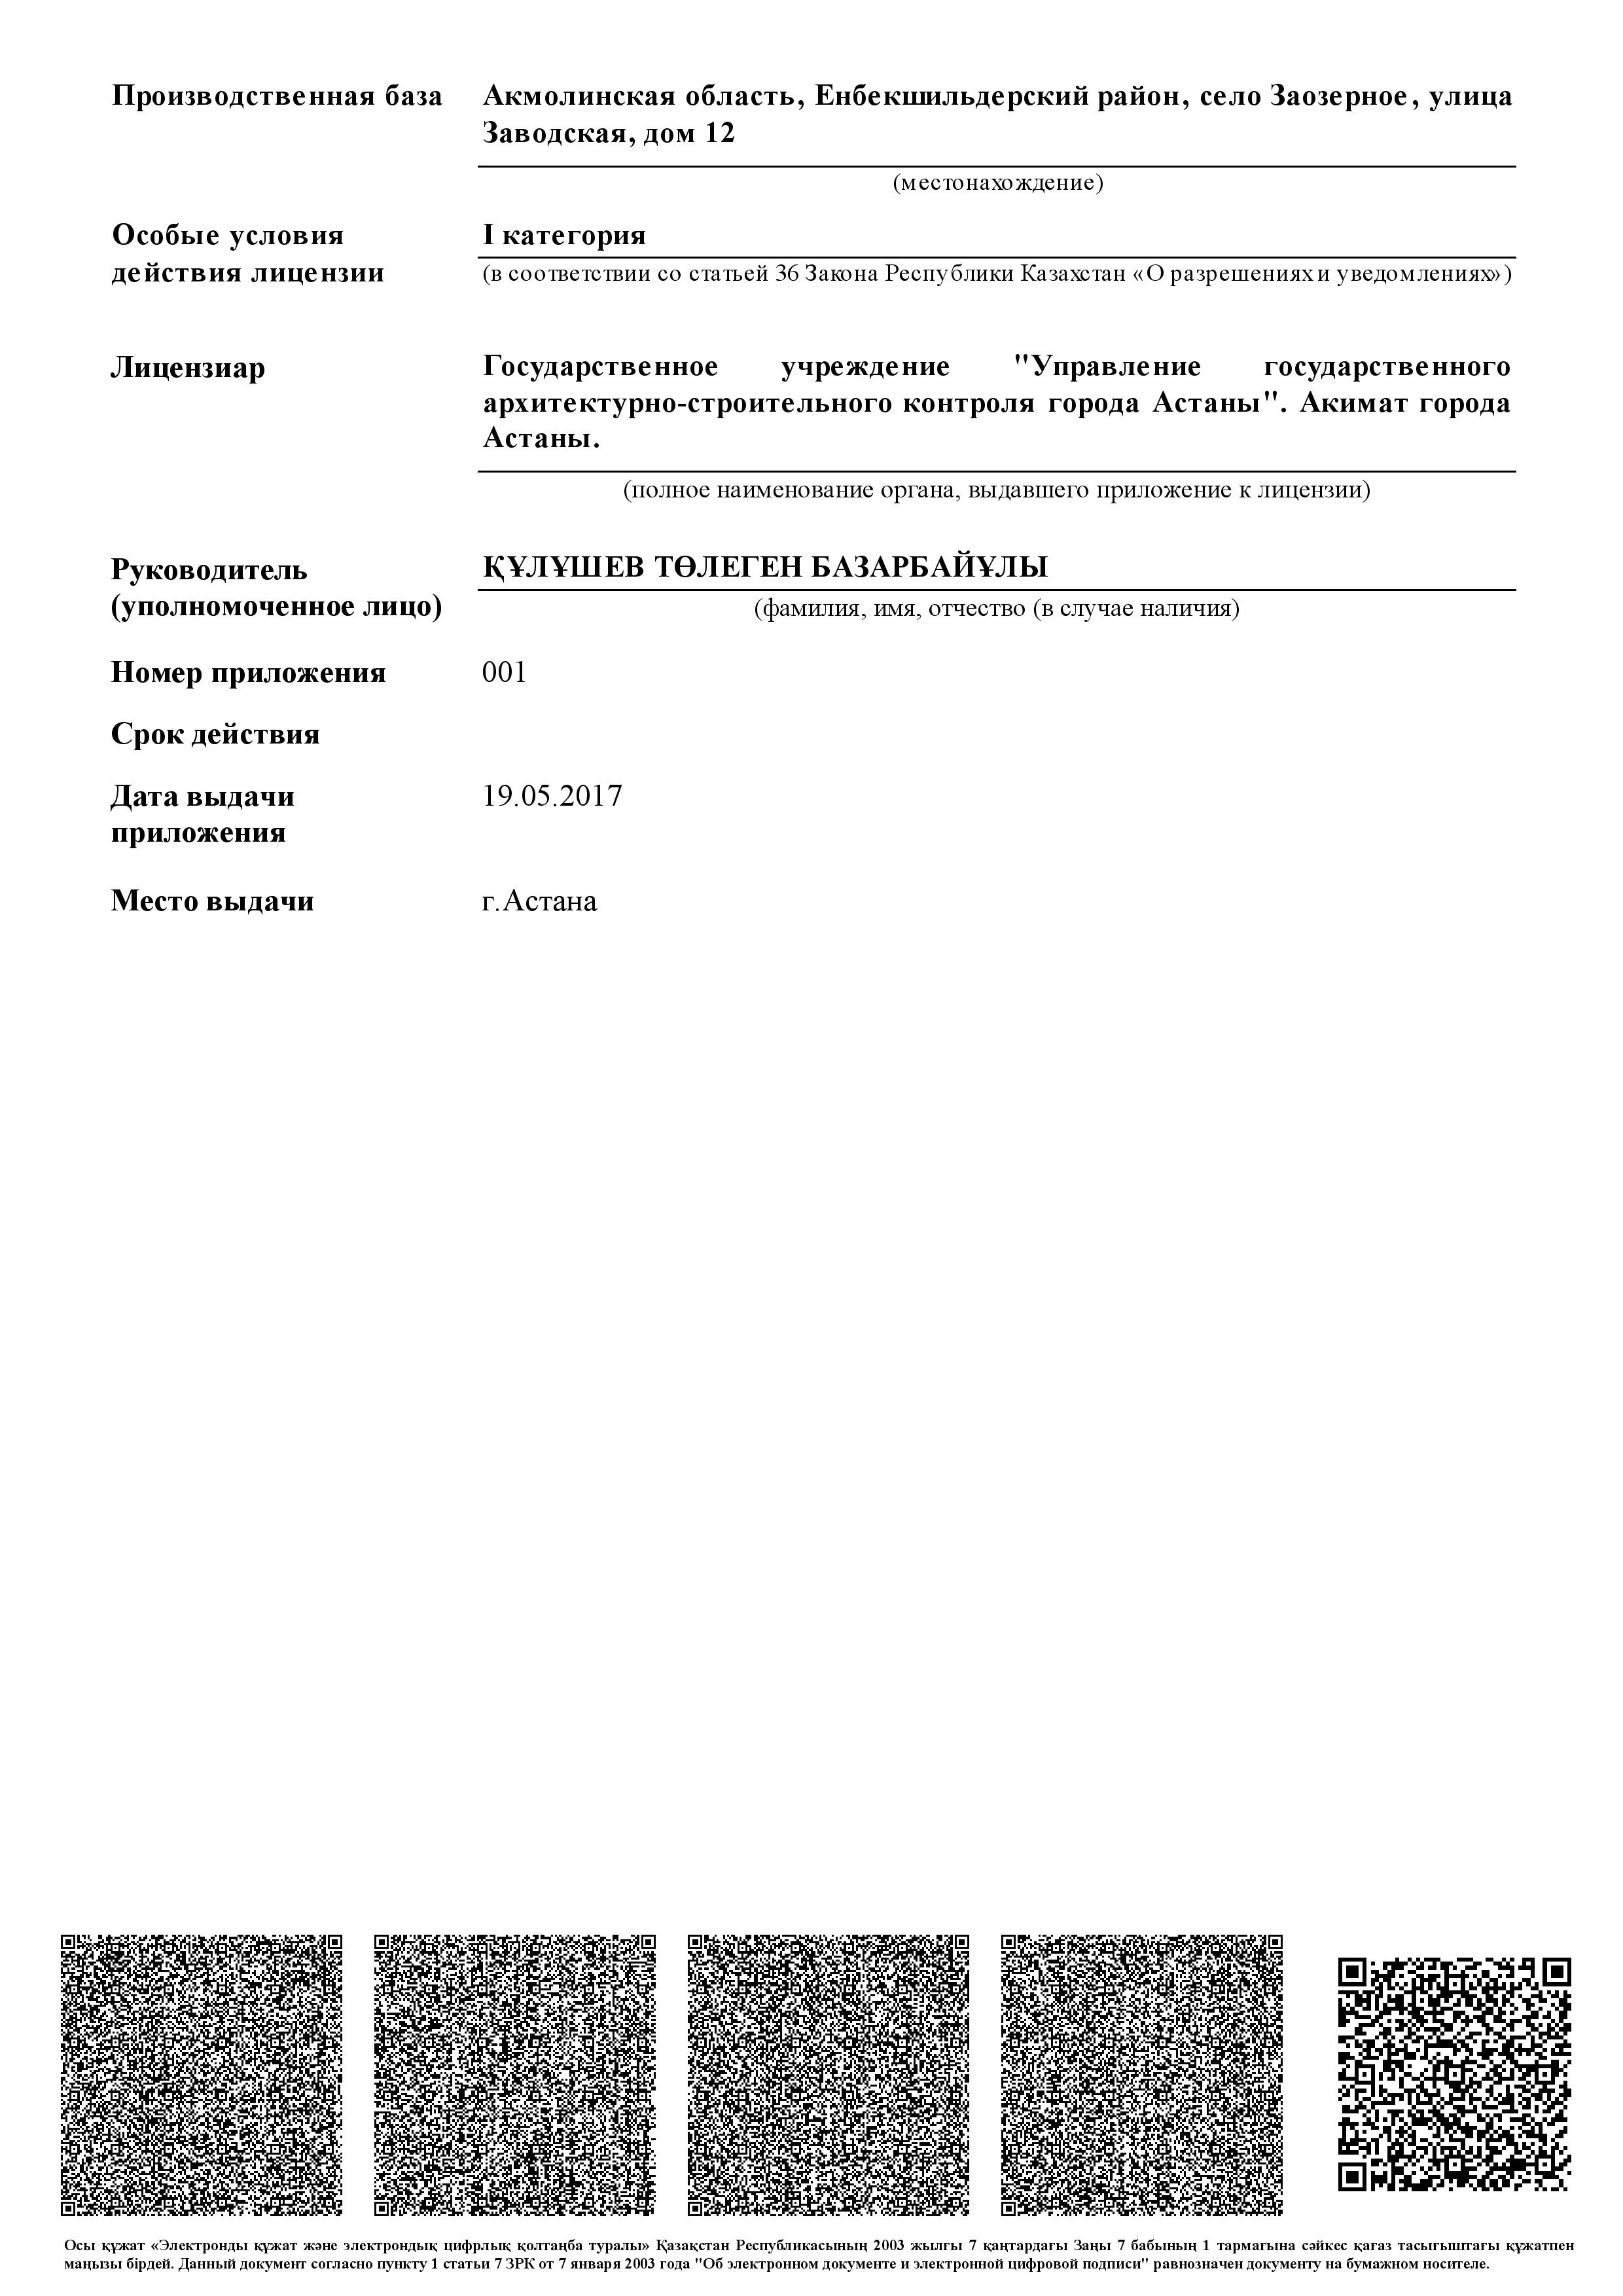 Производственная база
Акмолинская область, Енбекшильдерский район, село Заозерное, улица
Заводская, дом 12
(местонахождение)
Особые условия
действия лицензии
I категория
(в соответствии со статьей 36 Закона Республики Казахстан «О разрешениях и уведомлениях»)
Лицензиар
Государственное учреждение "Управление государственного
архитектурно-строительного контроля города Астаны". Акимат города
Астаны.
(полное наименование органа, выдавшего приложение к лицензии)
Руководитель
(уполномоченное лицо)
ҚҰЛҰШЕВ ТӨЛЕГЕН БАЗАРБАЙҰЛЫ
(фамилия, имя, отчество (в случае наличия)
Номер приложения
001
Срок действия
Дата выдачи
приложения
19.05.2017
Место выдачи
г.Астана
Осы құжат «Электронды құжат және электрондық цифрлық қолтаңба туралы» Қазақстан Республикасының 2003 жылғы 7 қаңтардағы Заңы 7 бабының 1 тармағына сәйкес қағаз тасығыштағы құжатпен
маңызы бірдей. Данный документ согласно пункту 1 статьи 7 ЗРК от 7 января 2003 года "Об электронном документе и электронной цифровой подписи" равнозначен документу на бумажном носителе.